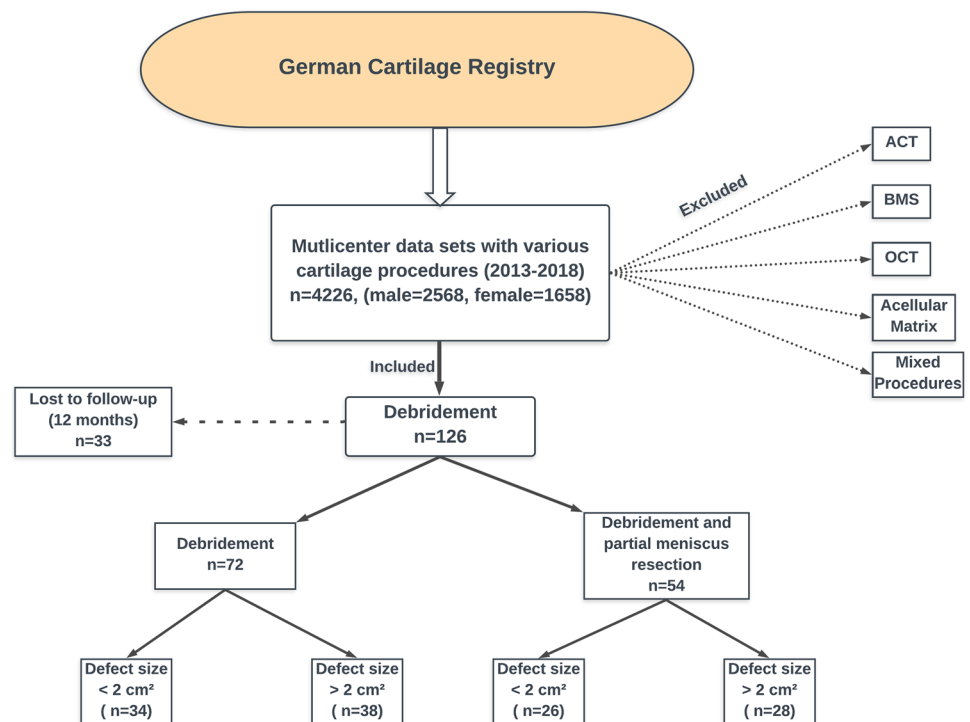 German Cartilage Registry
Mutlicenter data sets with various
cartilage procedures (2013-2018)
n=4226, (male=2568, female=1658)
Excluded
ACT
BMS
OCT
Acellular
Matrix
Mixed
Procedures
Included
Debridement
n=126
Lost to follow-up
(12 months)
n=33
Debridement
n=72
Debridement and
partial meniscus
resection
n=54
Defect size
< 2 cm²
( n=34)
Defect size
> 2 cm²
( n=38)
Defect size
< 2 cm²
( n=26)
Defect size
> 2 cm²
( n=28)